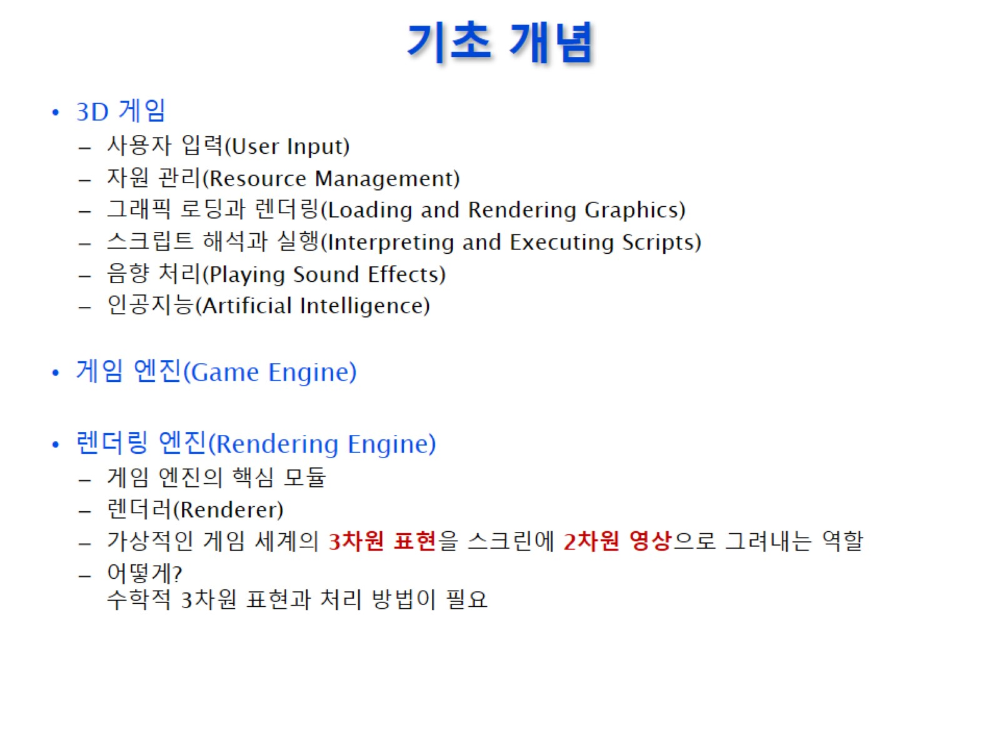 기초 개념
• 3D 게임
– 사용자 입력(User Input)
– 자원 관리(Resource Management)
– 그래픽 로딩과 렌더링(Loading and Rendering Graphics)
– 스크립트 해석과 실행(Interpreting and Executing Scripts)
– 음향 처리(Playing Sound Effects)
– 인공지능(Artificial Intelligence)
• 게임 엔진(Game Engine)
• 렌더링 엔진(Rendering Engine)
– 게임 엔진의 핵심 모듈
– 렌더러(Renderer)
– 가상적인 게임 세계의 3차원 표현을 스크린에 2차원 영상으로 그려내는 역할
– 어떻게?
수학적 3차원 표현과 처리 방법이 필요